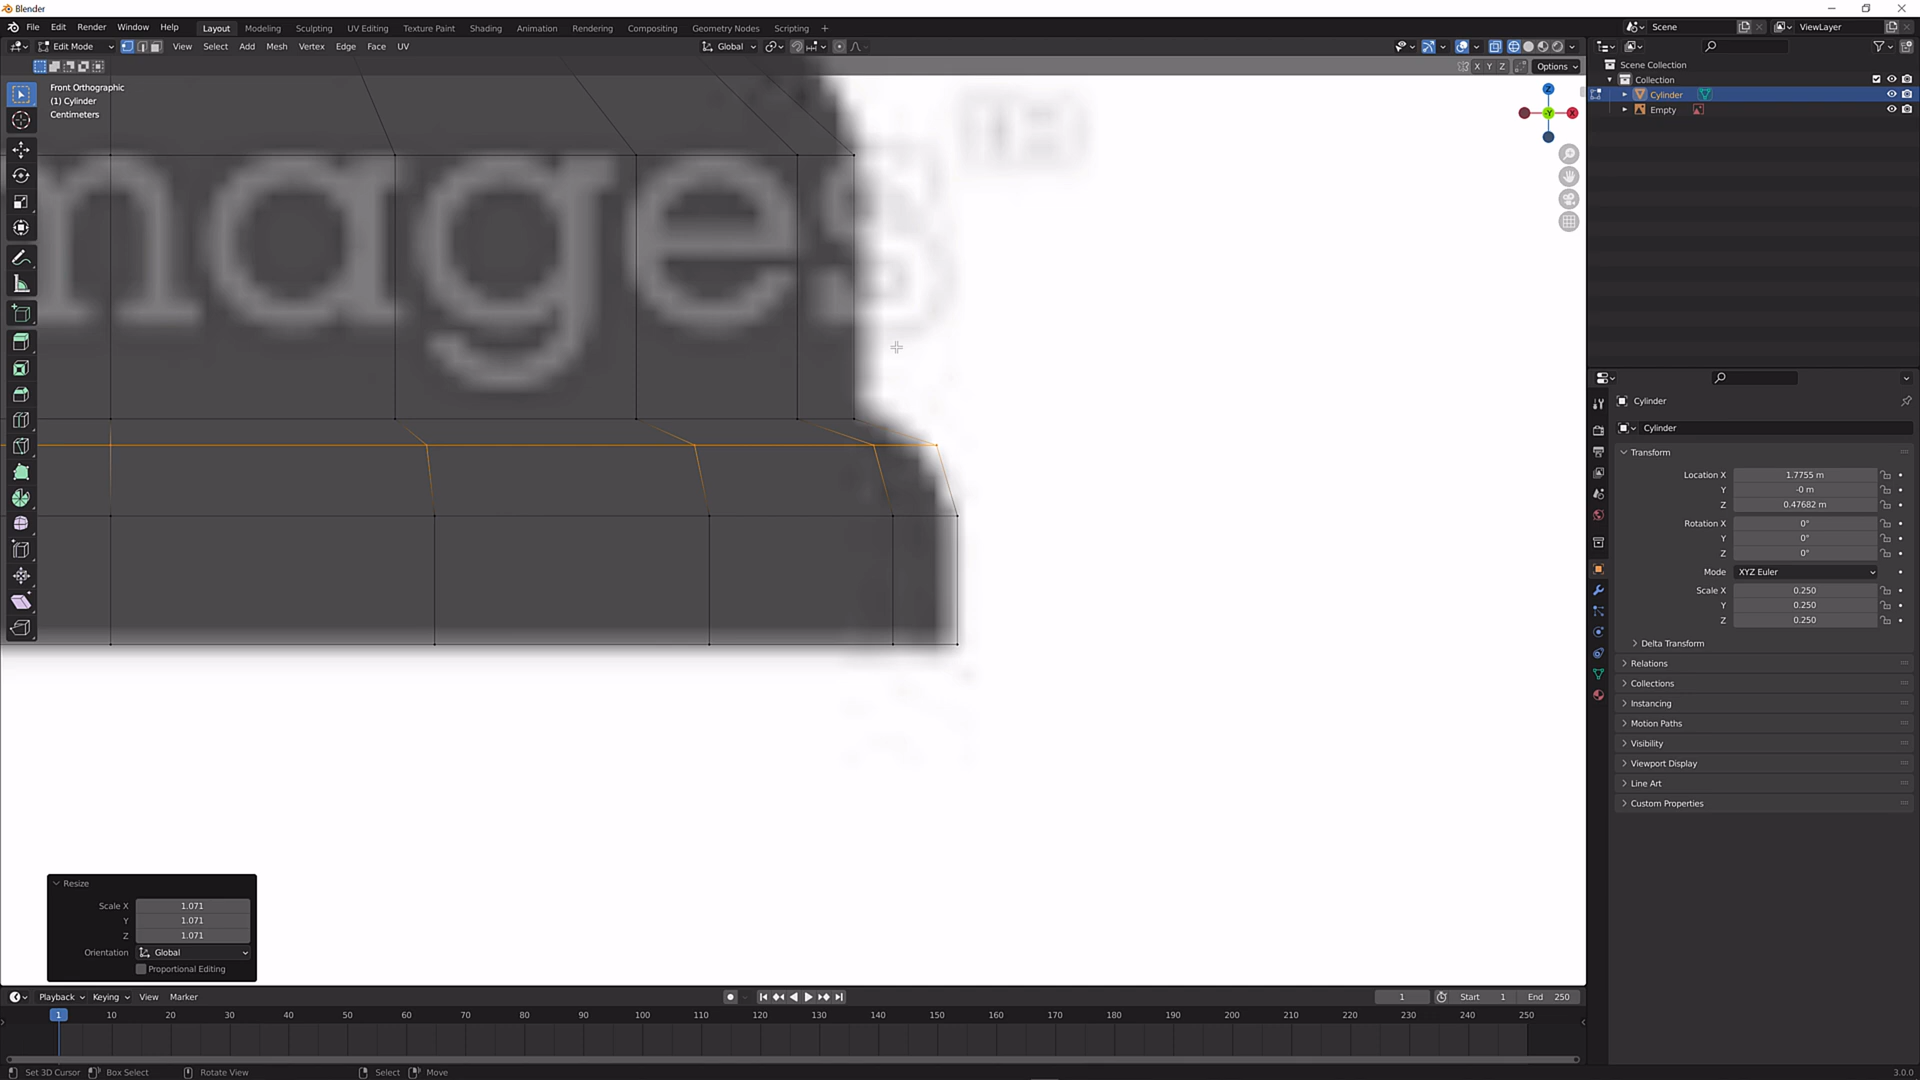 Blender
File Edit Render Window Help Layout Modeling Sculpting UV Editing Texture Paint Shading Animation Rendering Compositing Geometry Nodes Scripting Scene ViewLayer
Edit Mode View Select Add Mesh Vertex Edge Face UV Global
X Y Z Options
Front Orthographic
(1) Cylinder
Centimeters
Z
X
-Y
nages
Scene Collection
Collection
Cylinder
Empty
Cylinder
Cylinder
Transform
Location X 1.7755 m
Y -0 m
Z 0.47682 m
Rotation X 0°
Y 0°
Z 0°
Mode XYZ Euler
Scale X 0.250
Y 0.250
Z 0.250
Delta Transform
Relations
Collections
Instancing
Motion Paths
Visibility
Viewport Display
Line Art
Custom Properties
Resize
Scale X 1.071
Y 1.071
Z 1.071
Orientation Global
Proportional Editing
Playback Keying View Marker 1 Start 1 End 250
1 10 20 30 40 50 60 70 80 90 100 110 120 130 140 150 160 170 180 190 200 210 220 230 240 250
Set 3D Cursor Box Select Rotate View Select Move 3.0.0